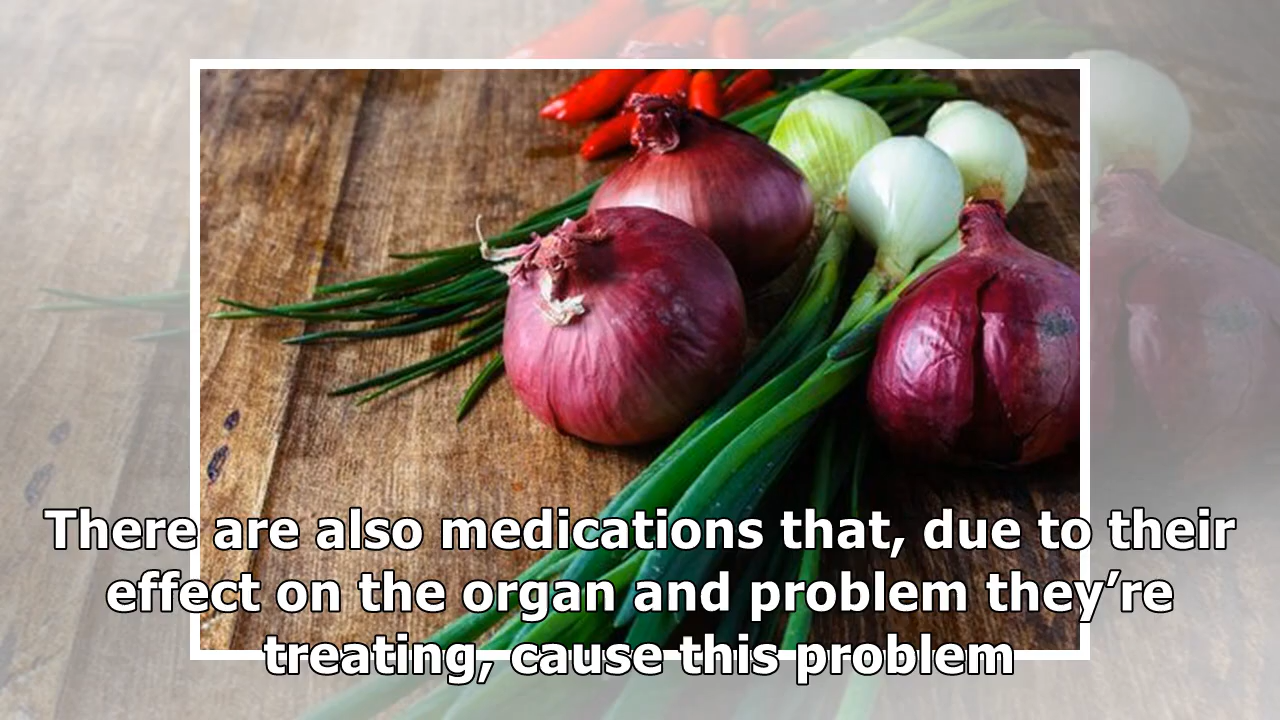 There are also medications that, due to their
effect on the organ and problem they’re
treating, cause this problem